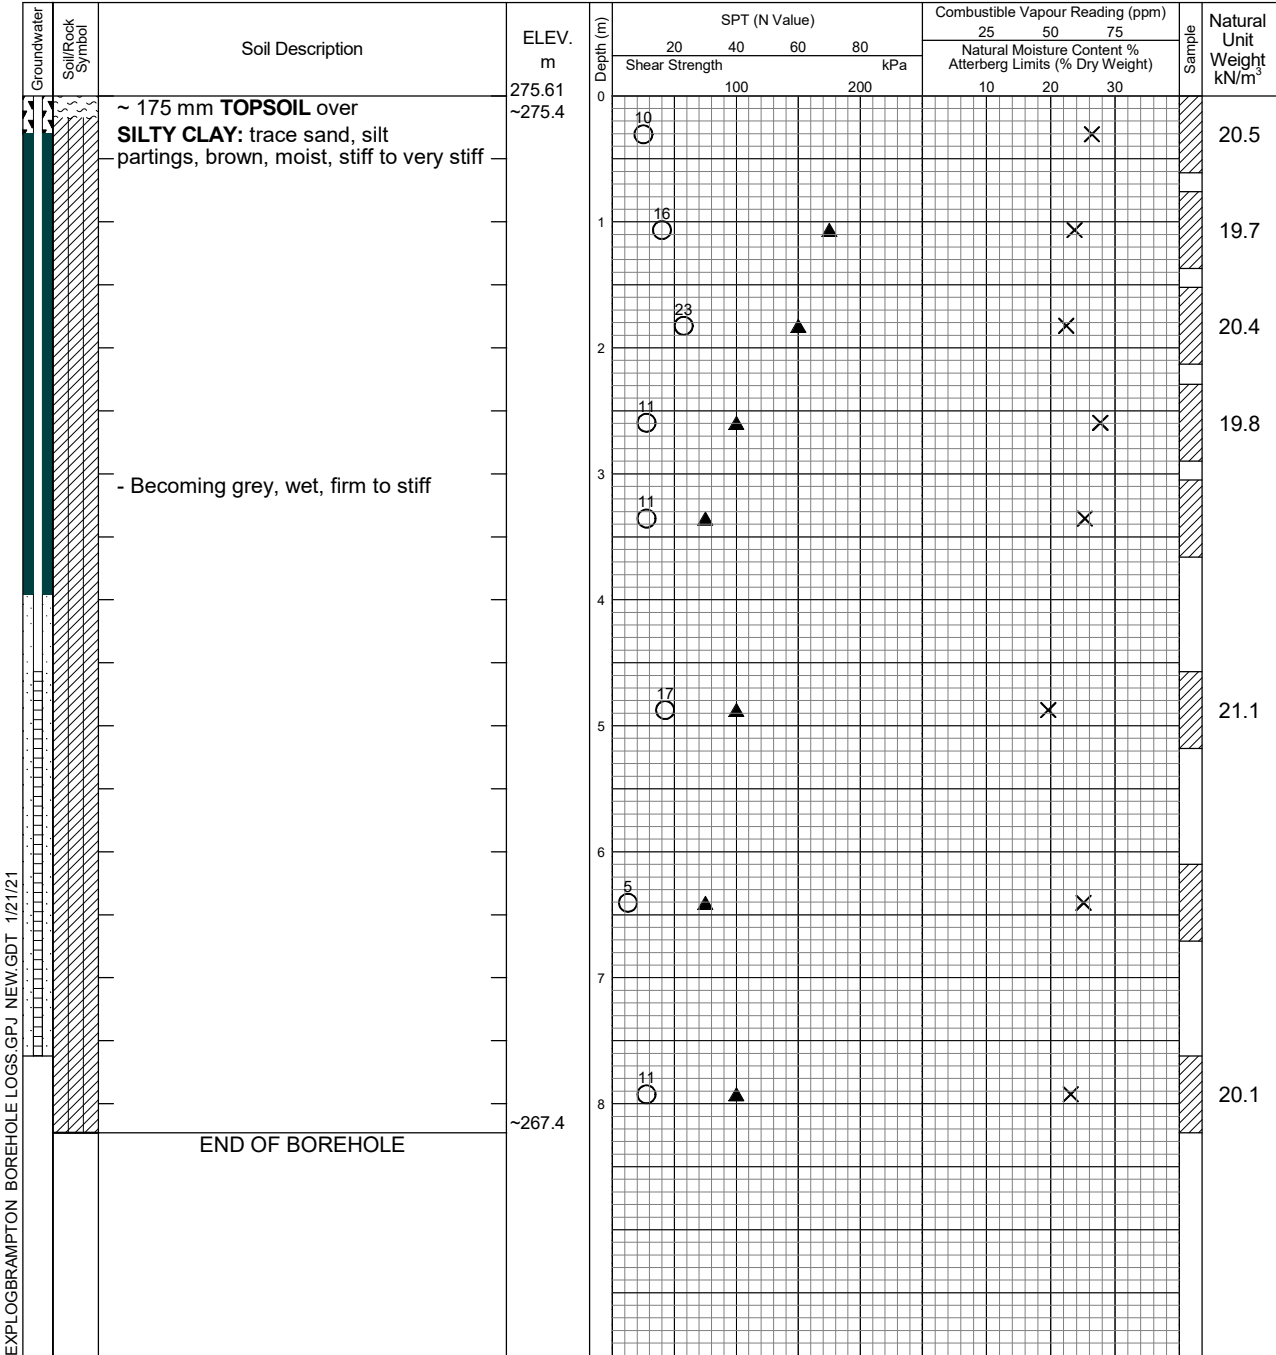 Groundwater
Soil/Rock
Symbol
Soil Description
ELEV.
m
275.61
Depth (m)
SPT (N Value)
20 40 60 80
Shear Strength kPa
100 200
Combustible Vapour Reading (ppm)
25 50 75
Natural Moisture Content %
Atterberg Limits (% Dry Weight)
10 20 30
Sample
Natural
Unit
Weight
kN/m³
0
~ 175 mm TOPSOIL over
~275.4
SILTY CLAY: trace sand, silt
partings, brown, moist, stiff to very stiff
10
20.5
1
16
19.7
23
20.4
2
11
19.8
3
- Becoming grey, wet, firm to stiff
11
4
17
21.1
5
6
5
7
11
20.1
8
~267.4
END OF BOREHOLE
EXPLOGBRAMPTON BOREHOLE LOGS.GPJ NEW.GDT 1/21/21